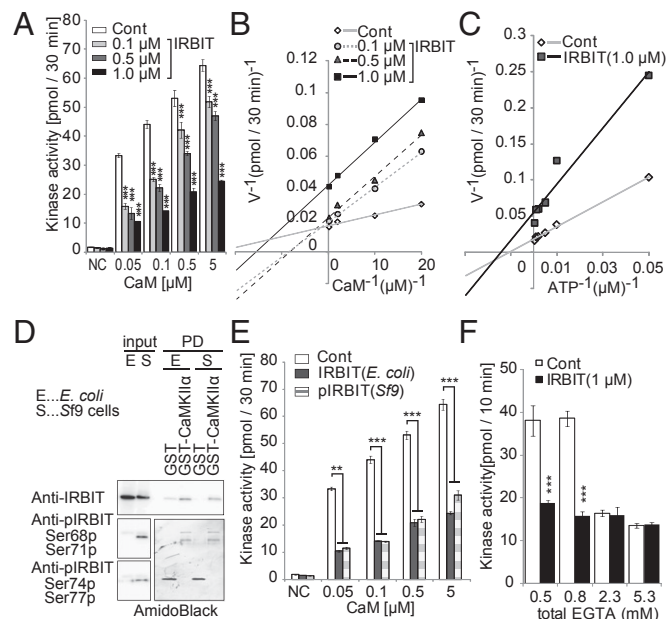 A
Cont
0.1 µM
0.5 µM
1.0 µM
IRBIT
Kinase activity [pmol / 30 min]
80
70
60
50
40
30
20
10
0
*** *** ***
*** *** ***
*** *** ***
*** *** ***
NC 0.05 0.1 0.5 5
CaM [µM]
B
Cont
0.1 µM
0.5 µM
1.0 µM
IRBIT
V-1(pmol / 30 min)-1
0.12
0.1
0.08
0.06
0.04
0.02
0
0 10 20
CaM-1(µM)-1
C
Cont
IRBIT(1.0 µM)
V-1(pmol / 30 min)-1
0.3
0.25
0.2
0.15
0.1
0.05
0
0 0.01 0.05
ATP-1(µM)-1
D
input PD
E S E S
E...E. coli
S...Sf9 cells
GST
GST-CaMKIIα
GST
GST-CaMKIIα
Anti-IRBIT
Anti-pIRBIT
Ser68p
Ser71p
Anti-pIRBIT
Ser74p
Ser77p
AmidoBlack
E
Cont
IRBIT(E. coli)
pIRBIT(Sf9)
Kinase activity [pmol / 30 min]
80
70
60
50
40
30
20
10
0
**
***
***
***
NC 0.05 0.1 0.5 5
CaM [µM]
F
Cont
IRBIT(1 µM)
Kinase activity[pmol / 10 min]
60
50
40
30
20
10
0
***
***
0.5 0.8 2.3 5.3
total EGTA (mM)